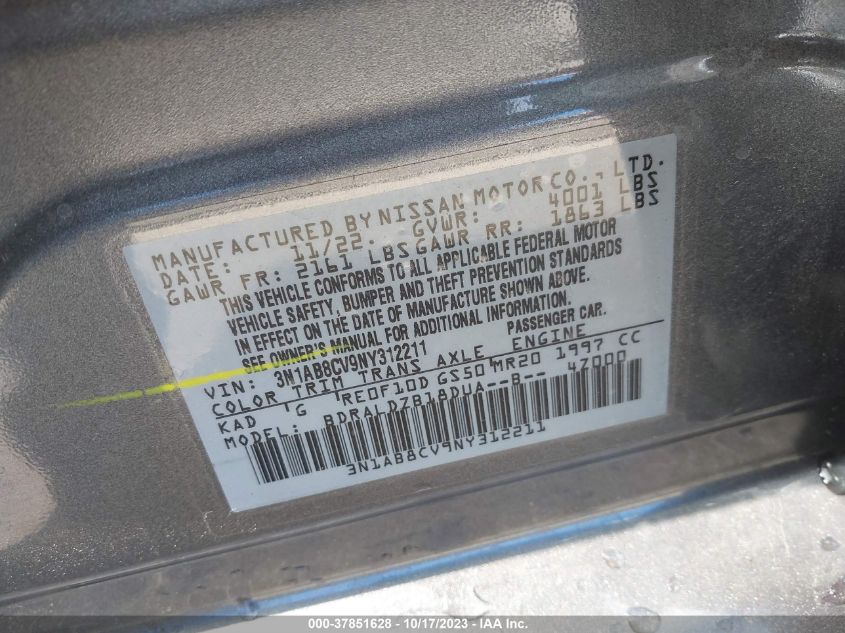 MANUFACTURED BY NISSAN MOTOR CO., LTD.
DATE: 11/22 GVWR: 4001 LBS
GAWR FR: 2161 LBS GAWR RR: 1863 LBS
THIS VEHICLE CONFORMS TO ALL APPLICABLE FEDERAL MOTOR
VEHICLE SAFETY, BUMPER AND THEFT PREVENTION STANDARDS
IN EFFECT ON THE DATE OF MANUFACTURE SHOWN ABOVE.
SEE OWNER'S MANUAL FOR ADDITIONAL INFORMATION.
VIN: 3N1AB8CV9NY312211 PASSENGER CAR.
COLOR TRIM TRANS AXLE ENGINE
KAD G RE0F10D GS50 MR20 1997 CC
MODEL: BDRALDZB18DUA--B-- 47000
3N1AB8CV9NY312211
000-37851628 - 10/17/2023 - IAAI.com